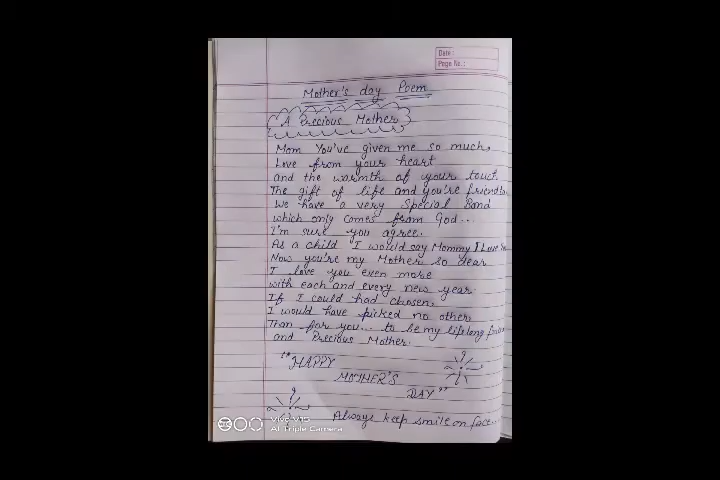 Date:
Page No.:
Mother's day Poem
A Precious Mother
Mom You've given me so much,
Love from your heart
and the warmth of your touch
The gift of life and you're
We have a very Special Bond
which only comes from God...
I'm sure you agree.
As a child I would say Mommy I Love
Now you're my Mother so dear
I love you even more
with each and every new year
If I could had chosen,
I would have picked no other
Than for you... to be my lifelong
and Precious Mother.
"HAPPY
MOTHER'S
DAY"
Always keep smile on face...
AI Triple Camera